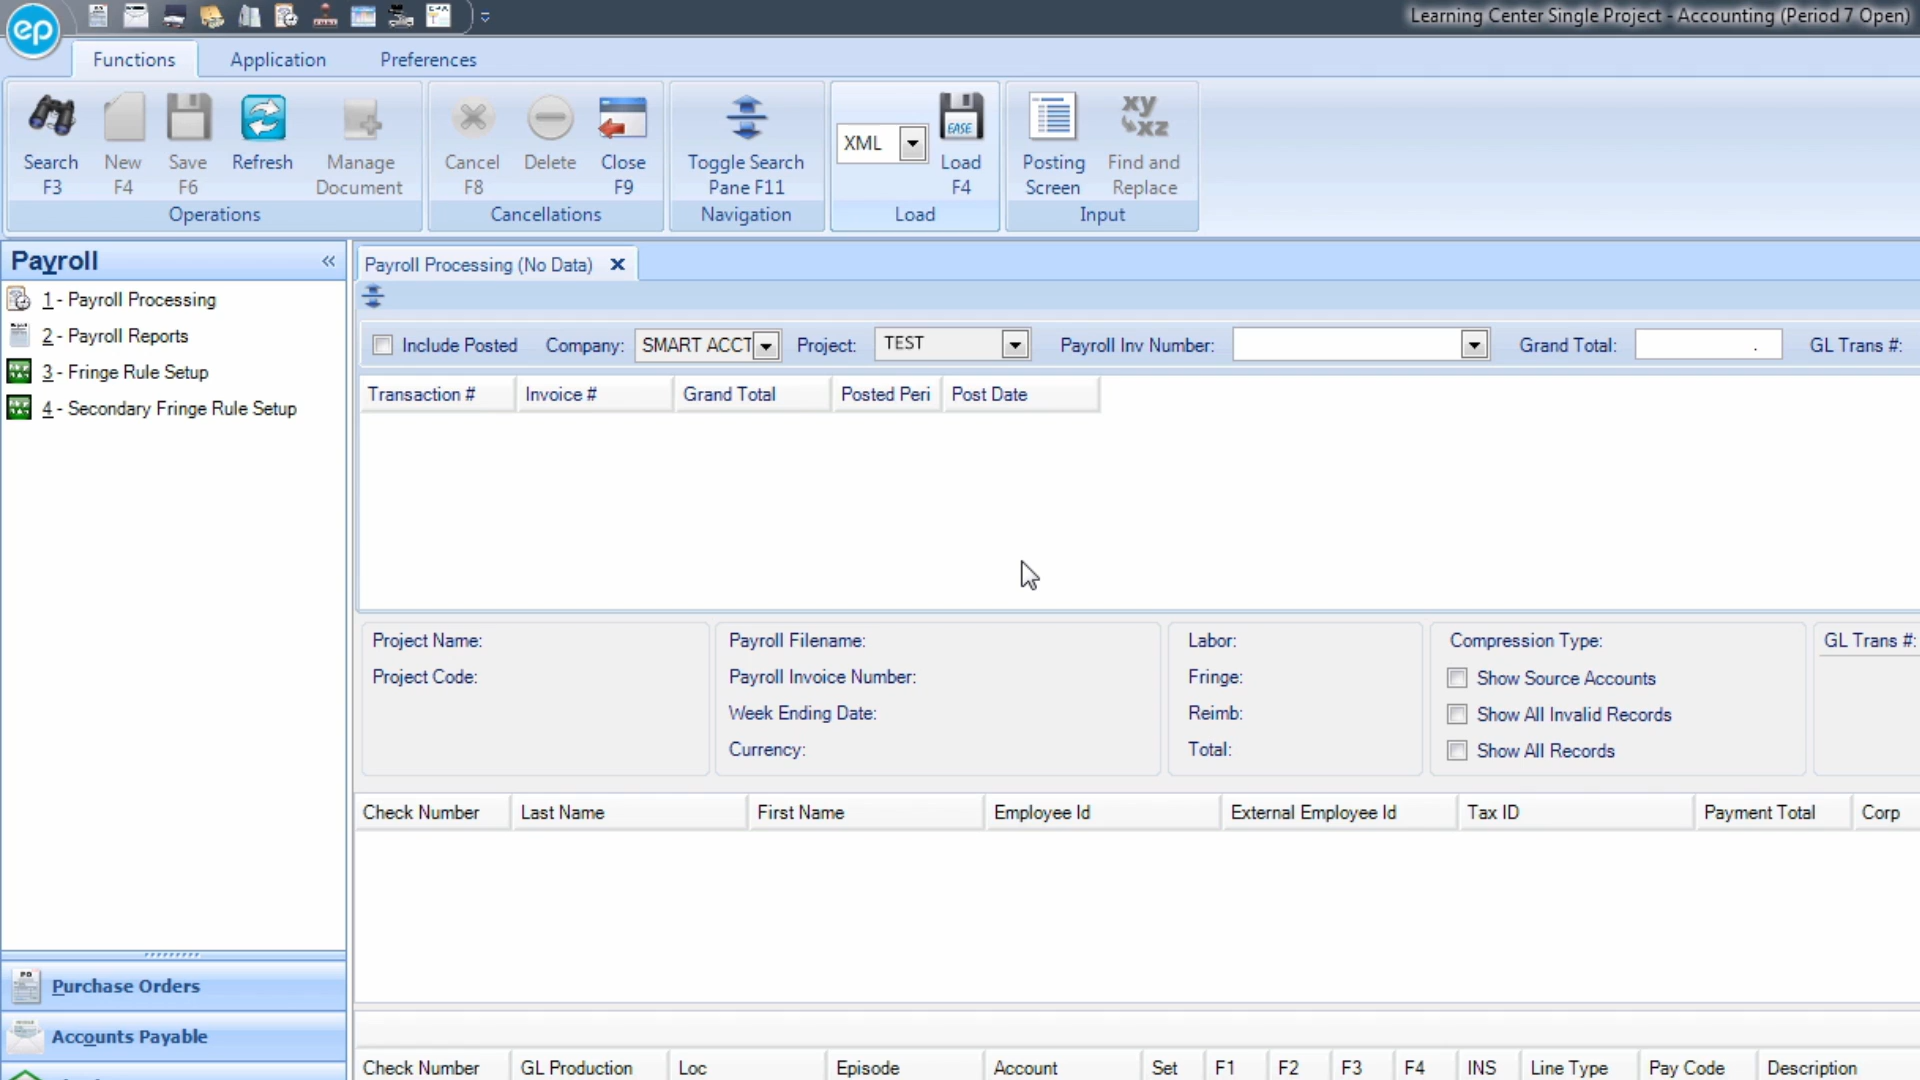 Learning Center Single Project - Accounting (Period 7 Open)
ep
Functions Application Preferences
Search F3
New F4
Save F6
Refresh
Manage Document
Operations
Cancel F8
Delete
Close F9
Cancellations
Toggle Search Pane F11
Navigation
XML
EASE
Load F4
Load
Posting Screen
xy xz
Find and Replace
Input
Payroll «
1 - Payroll Processing
2 - Payroll Reports
3 - Fringe Rule Setup
4 - Secondary Fringe Rule Setup
PO
Purchase Orders
Accounts Payable
Payroll Processing (No Data) X
Include Posted Company: SMART ACCT Project: TEST Payroll Inv Number: Grand Total: . GL Trans #:
Transaction # Invoice # Grand Total Posted Peri Post Date
Project Name:
Project Code:
Payroll Filename:
Payroll Invoice Number:
Week Ending Date:
Currency:
Labor:
Fringe:
Reimb:
Total:
Compression Type:
Show Source Accounts
Show All Invalid Records
Show All Records
GL Trans #:
Check Number Last Name First Name Employee Id External Employee Id Tax ID Payment Total Corp
Check Number GL Production Loc Episode Account Set F1 F2 F3 F4 INS Line Type Pay Code Description